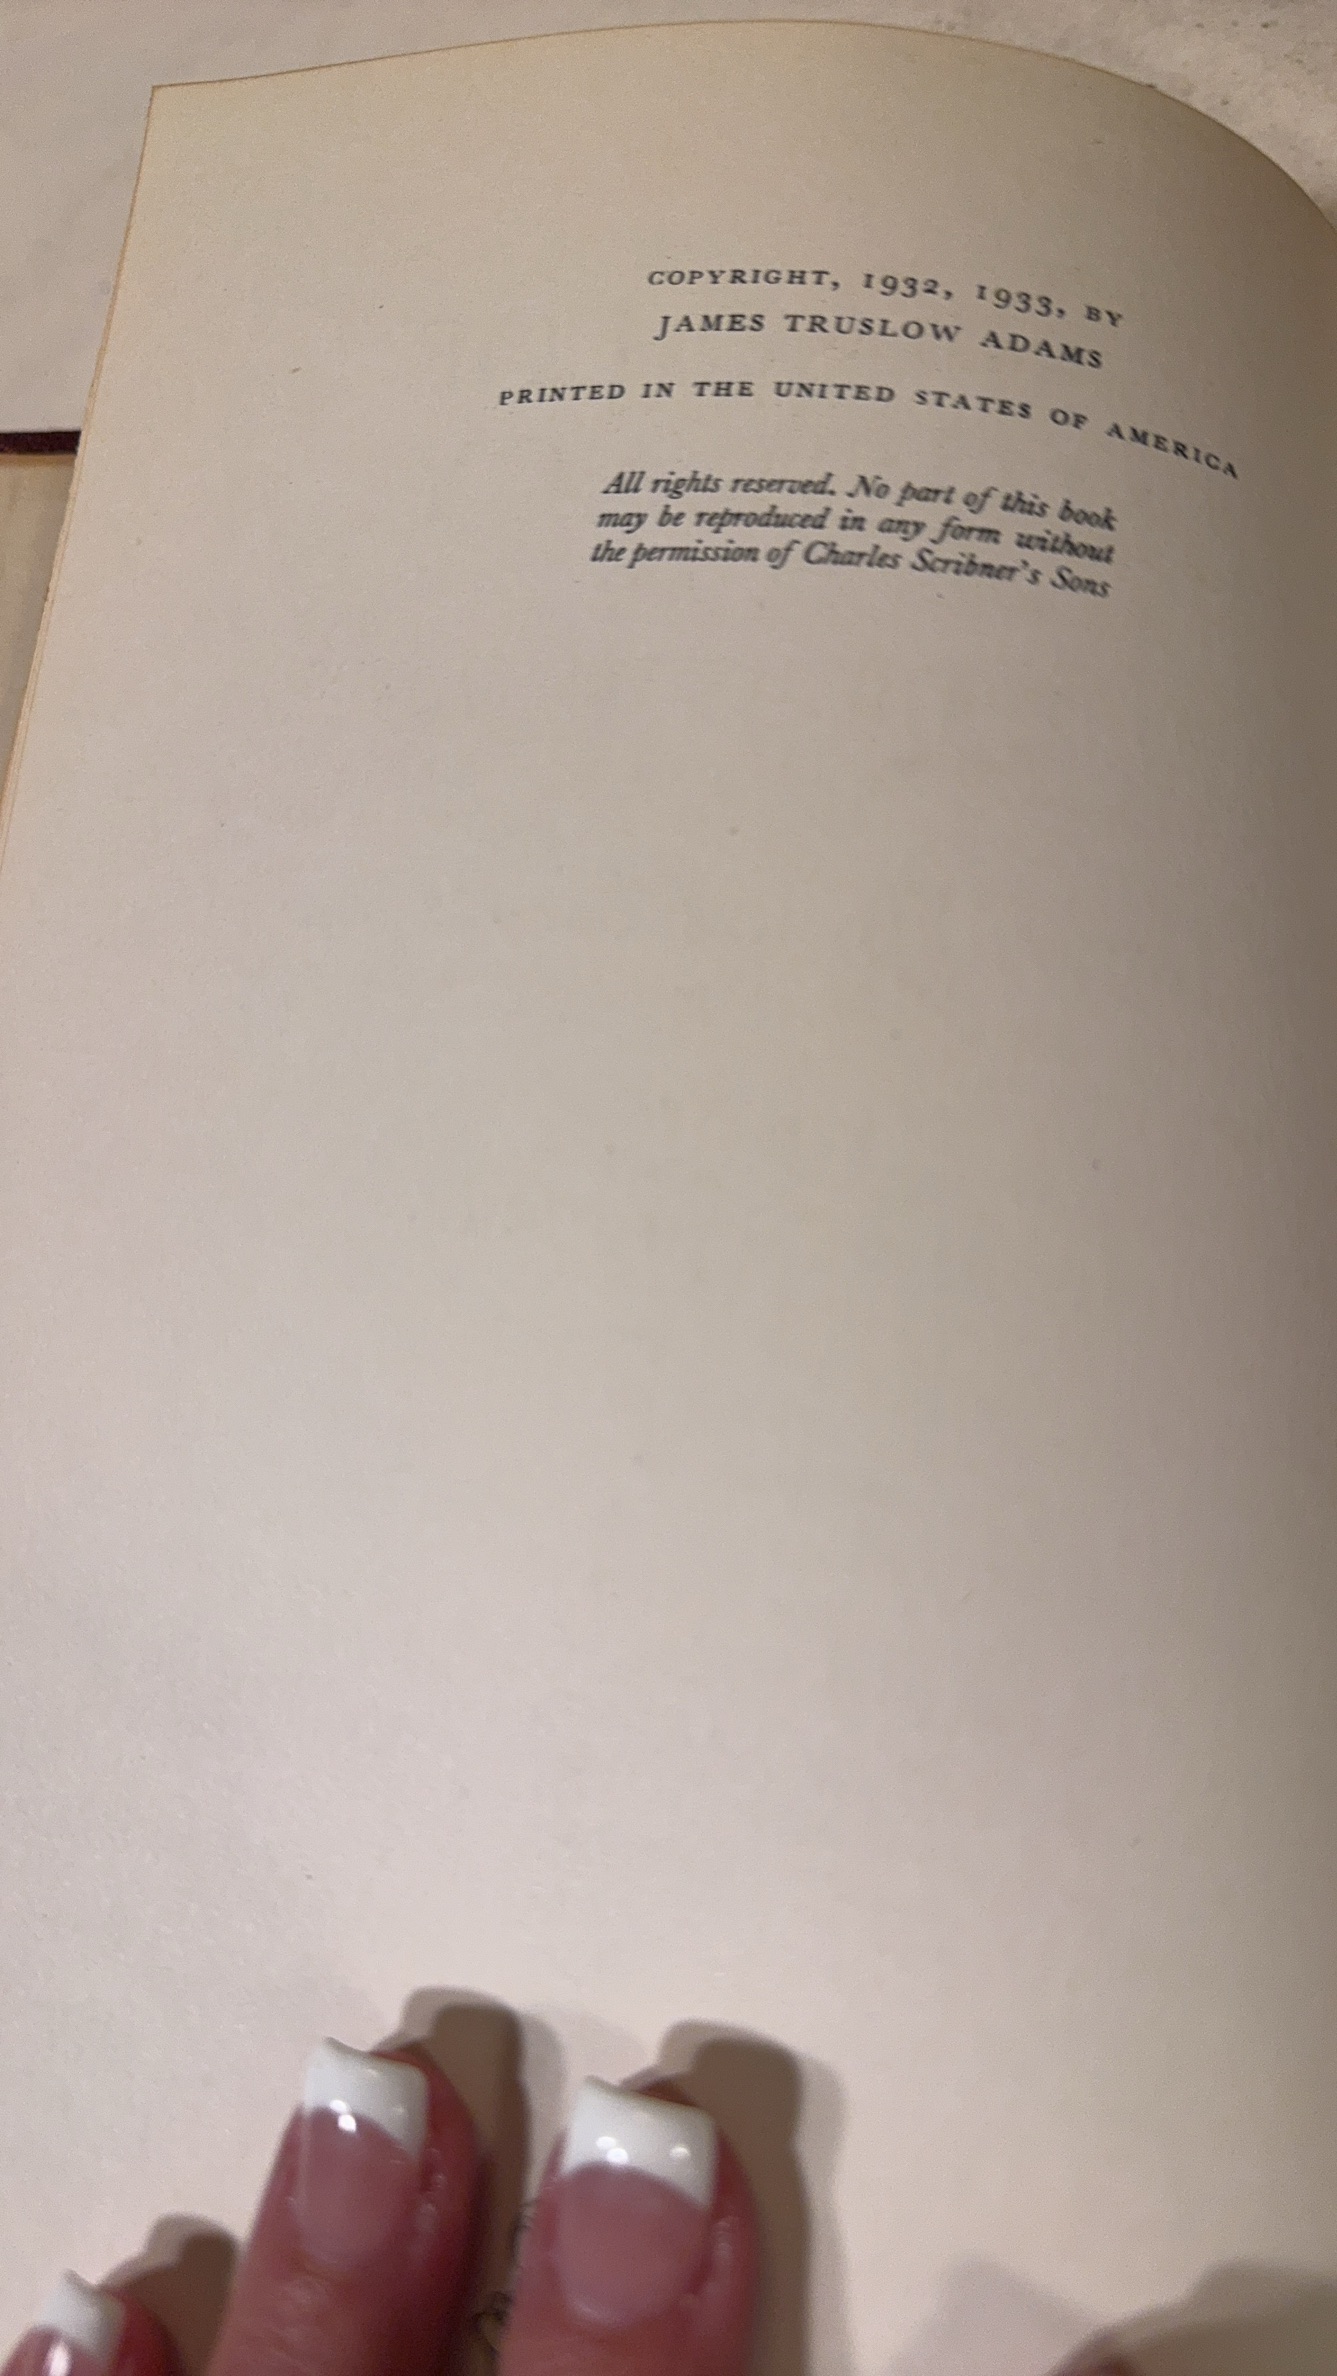 COPYRIGHT, 1932, 1933, BY
JAMES TRUSLOW ADAMS
PRINTED IN THE UNITED STATES OF AMERICA
All rights reserved. No part of this book
may be reproduced in any form without
the permission of Charles Scribner's Sons